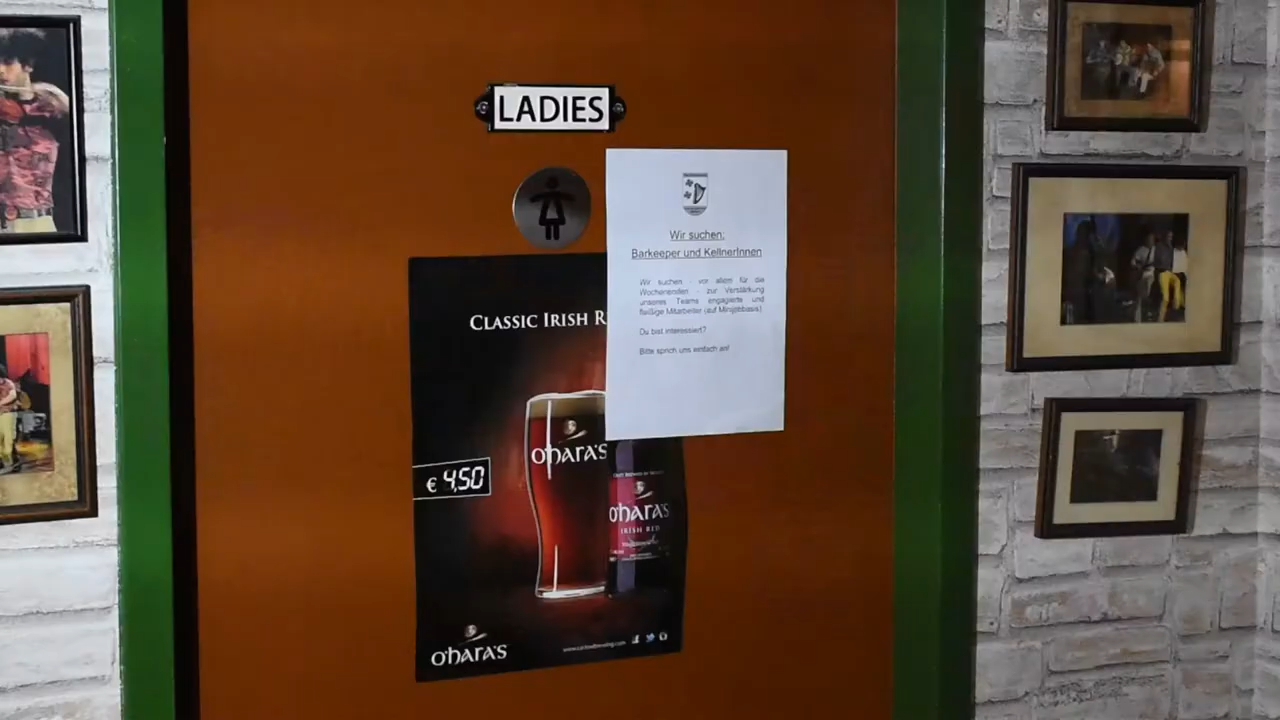 LADIES
Wir suchen:
Barkeeper und KellnerInnen
Wir suchen - vor allem für die
Wochenenden - zur Verstärkung
unseres Teams engagierte und
fleißige Mitarbeiter (auf Minijobbasis)
Du bist interessiert?
Bitte sprich uns einfach an!
CLASSIC IRISH R
O'HARA'S
€ 4,50
O'HARA'S
IRISH RED
O'HARA'S